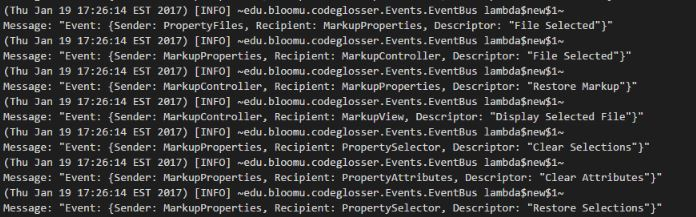 (Thu Jan 19 17:26:14 EST 2017) [INFO] ~edu.bloomu.codeglosser.Events.EventBus lambda$new$1~
Message: "Event: {Sender: PropertyFiles, Recipient: MarkupProperties, Descriptor: "File Selected"}"
(Thu Jan 19 17:26:14 EST 2017) [INFO] ~edu.bloomu.codeglosser.Events.EventBus lambda$new$1~
Message: "Event: {Sender: MarkupProperties, Recipient: MarkupController, Descriptor: "File Selected"}"
(Thu Jan 19 17:26:14 EST 2017) [INFO] ~edu.bloomu.codeglosser.Events.EventBus lambda$new$1~
Message: "Event: {Sender: MarkupController, Recipient: MarkupProperties, Descriptor: "Restore Markup"}"
(Thu Jan 19 17:26:14 EST 2017) [INFO] ~edu.bloomu.codeglosser.Events.EventBus lambda$new$1~
Message: "Event: {Sender: MarkupController, Recipient: MarkupView, Descriptor: "Display Selected File"}"
(Thu Jan 19 17:26:14 EST 2017) [INFO] ~edu.bloomu.codeglosser.Events.EventBus lambda$new$1~
Message: "Event: {Sender: MarkupProperties, Recipient: PropertySelector, Descriptor: "Clear Selections"}"
(Thu Jan 19 17:26:14 EST 2017) [INFO] ~edu.bloomu.codeglosser.Events.EventBus lambda$new$1~
Message: "Event: {Sender: MarkupProperties, Recipient: PropertyAttributes, Descriptor: "Clear Attributes"}"
(Thu Jan 19 17:26:14 EST 2017) [INFO] ~edu.bloomu.codeglosser.Events.EventBus lambda$new$1~
Message: "Event: {Sender: MarkupProperties, Recipient: PropertySelector, Descriptor: "Restore Selections"}"